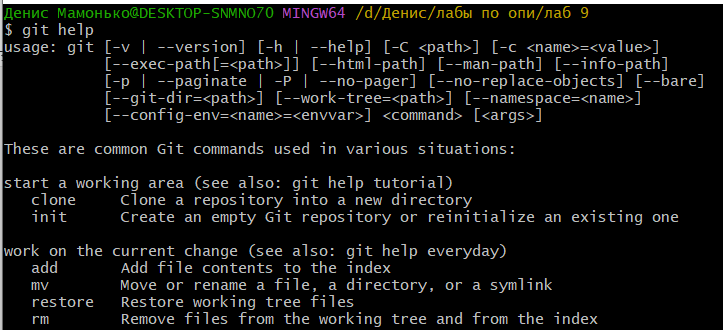 Денис Мамонько@DESKTOP-SNMNO7O MINGW64 /d/Денис/лабы по опи/лаб 9
$ git help
usage: git [-v | --version] [-h | --help] [-C <path>] [-c <name>=<value>]
           [--exec-path[=<path>]] [--html-path] [--man-path] [--info-path]
           [-p | --paginate | -P | --no-pager] [--no-replace-objects] [--bare]
           [--git-dir=<path>] [--work-tree=<path>] [--namespace=<name>]
           [--config-env=<name>=<envvar>] <command> [<args>]

These are common Git commands used in various situations:

start a working area (see also: git help tutorial)
   clone     Clone a repository into a new directory
   init      Create an empty Git repository or reinitialize an existing one

work on the current change (see also: git help everyday)
   add       Add file contents to the index
   mv        Move or rename a file, a directory, or a symlink
   restore   Restore working tree files
   rm        Remove files from the working tree and from the index